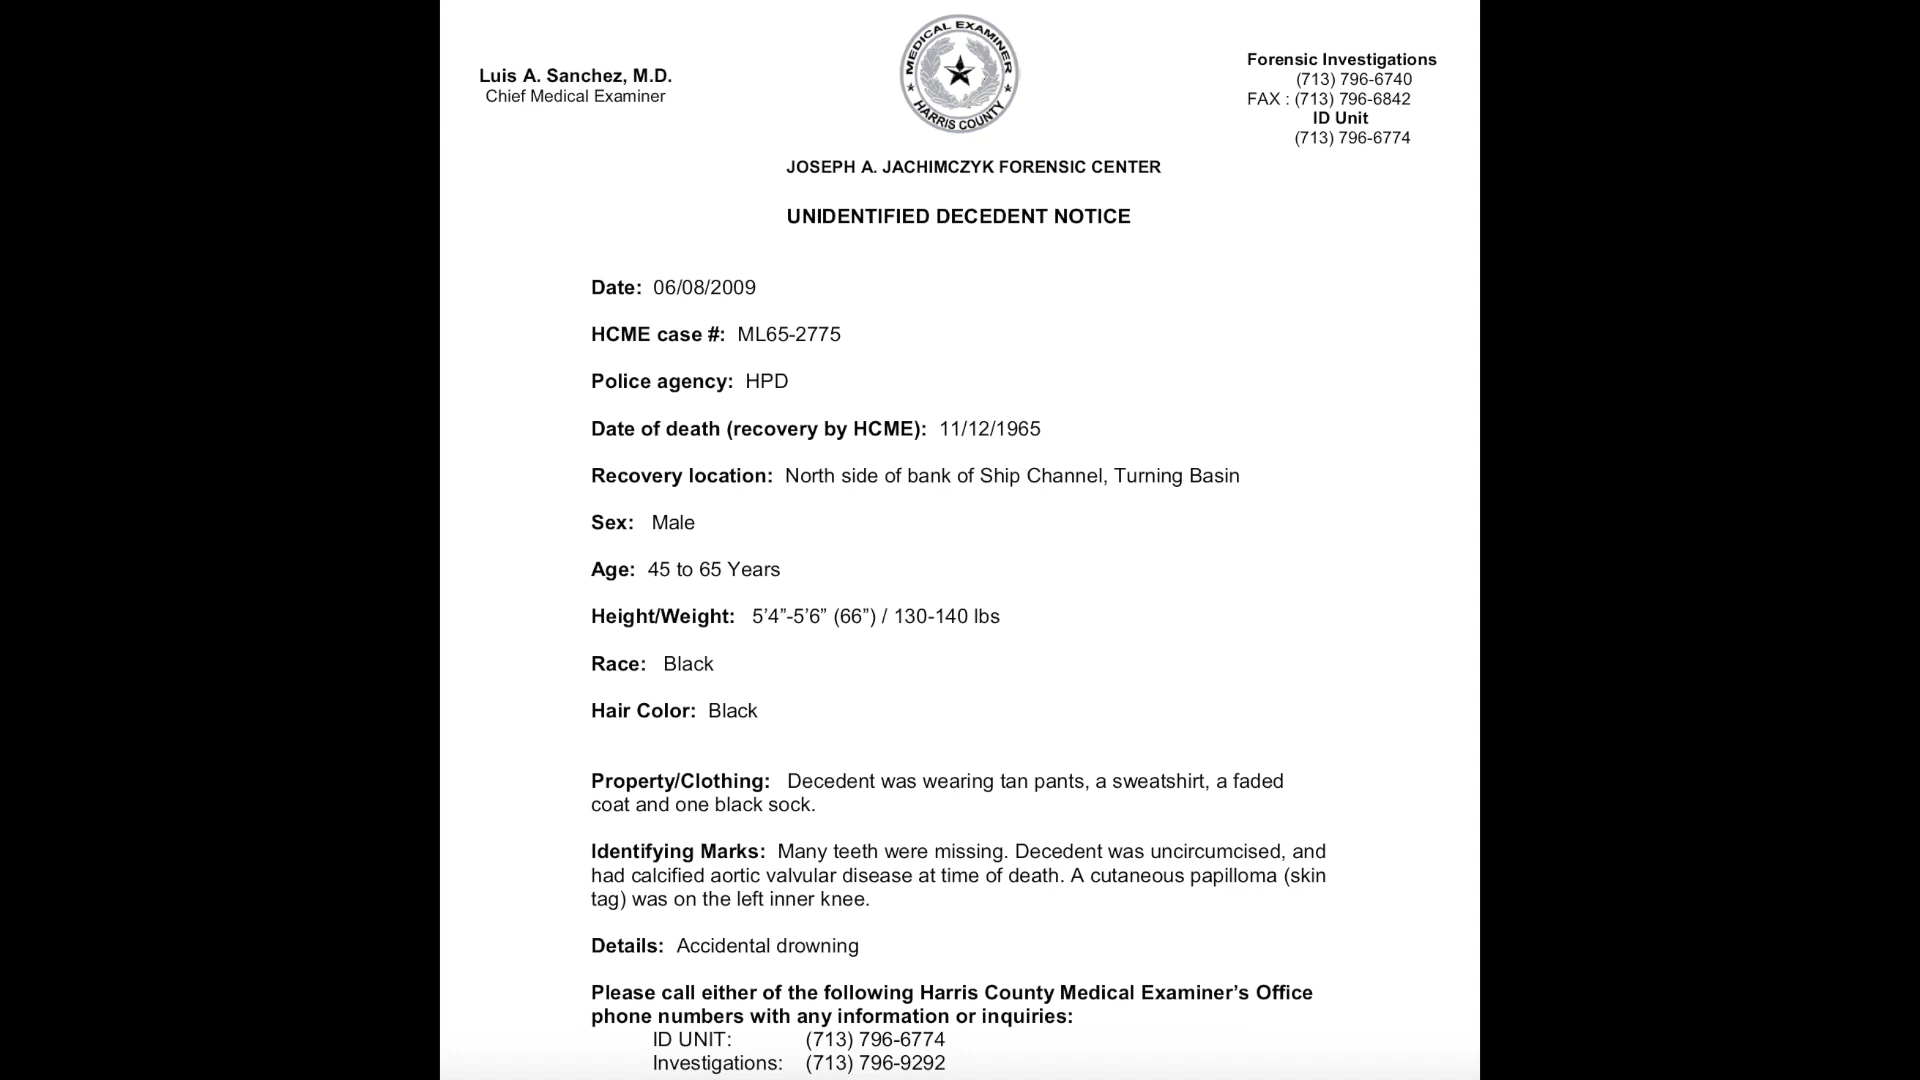 Luis A. Sanchez, M.D.
Chief Medical Examiner
MEDICAL EXAMINER
HARRIS COUNTY
Forensic Investigations
(713) 796-6740
FAX : (713) 796-6842
ID Unit
(713) 796-6774
JOSEPH A. JACHIMCZYK FORENSIC CENTER
UNIDENTIFIED DECEDENT NOTICE
Date: 06/08/2009
HCME case #: ML65-2775
Police agency: HPD
Date of death (recovery by HCME): 11/12/1965
Recovery location: North side of bank of Ship Channel, Turning Basin
Sex: Male
Age: 45 to 65 Years
Height/Weight: 5’4”-5’6” (66”) / 130-140 lbs
Race: Black
Hair Color: Black
Property/Clothing: Decedent was wearing tan pants, a sweatshirt, a faded
coat and one black sock.
Identifying Marks: Many teeth were missing. Decedent was uncircumcised, and
had calcified aortic valvular disease at time of death. A cutaneous papilloma (skin
tag) was on the left inner knee.
Details: Accidental drowning
Please call either of the following Harris County Medical Examiner’s Office
phone numbers with any information or inquiries:
ID UNIT: (713) 796-6774
Investigations: (713) 796-9292